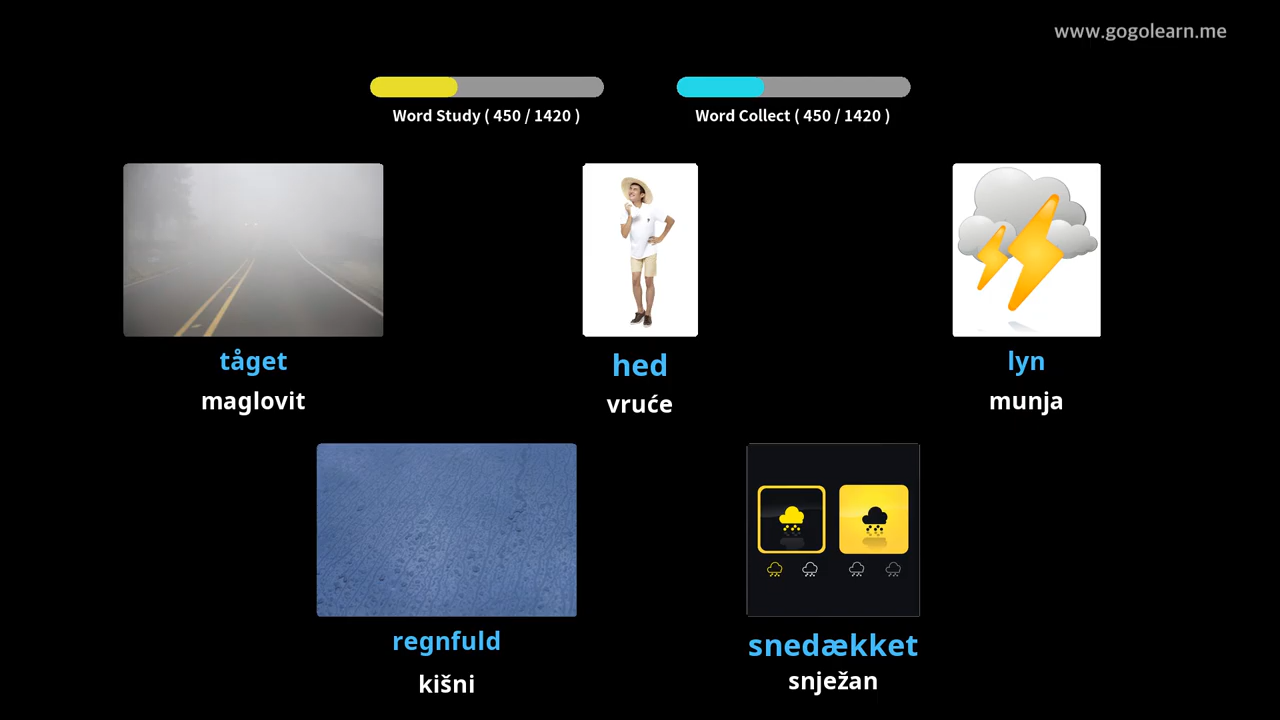 www.gogolearn.me
Word Study ( 450 / 1420 )
Word Collect ( 450 / 1420 )
tåget
maglovit
hed
vruće
lyn
munja
regnfuld
kišni
snedækket
snježan